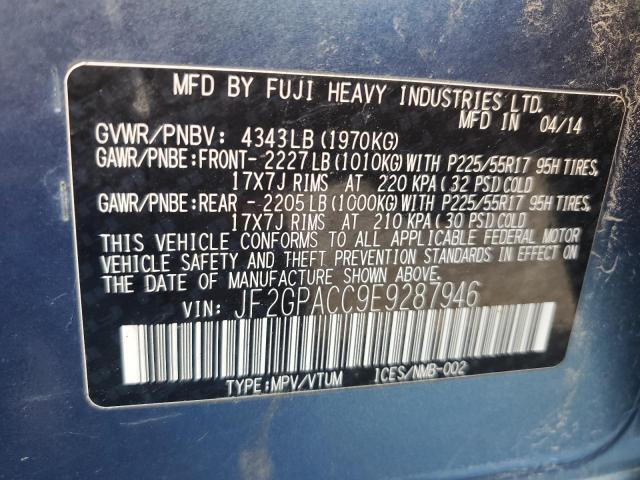 MFD BY FUJI HEAVY INDUSTRIES LTD.
MFD IN 04/14
GVWR/PNBV: 4343LB (1970KG)
GAWR/PNBE:FRONT- 2227LB (1010KG) WITH P225/55R17 95H TIRES,
17X7J RIMS AT 220 KPA (32 PSI) COLD
GAWR/PNBE:REAR - 2205LB (1000KG) WITH P225/55R17 95H TIRES,
17X7J RIMS AT 210 KPA (30 PSI) COLD
THIS VEHICLE CONFORMS TO ALL APPLICABLE FEDERAL MOTOR
VEHICLE SAFETY AND THEFT PREVENTION STANDARDS IN EFFECT ON
THE DATE OF MANUFACTURE SHOWN ABOVE.
VIN: JF2GPACC9E9287946
TYPE:MPV/VTUM ICES/NMB-002